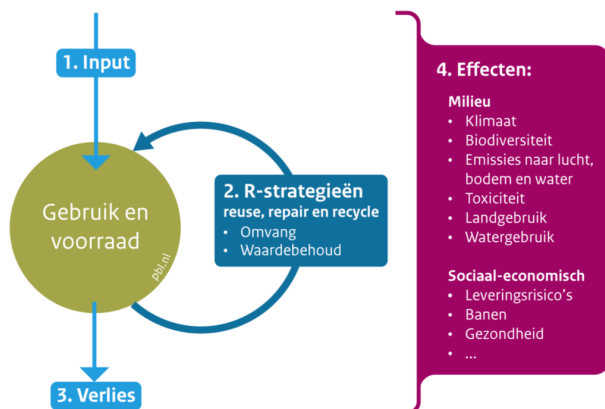 1. Input
Gebruik en
voorraad
pbl.nl
2. R-strategieën
reuse, repair en recycle
• Omvang
• Waardebehoud
3. Verlies
4. Effecten:
Milieu
• Klimaat
• Biodiversiteit
• Emissies naar lucht,
bodem en water
• Toxiciteit
• Landgebruik
• Watergebruik
Sociaal-economisch
• Leveringsrisico's
• Banen
• Gezondheid
• ...